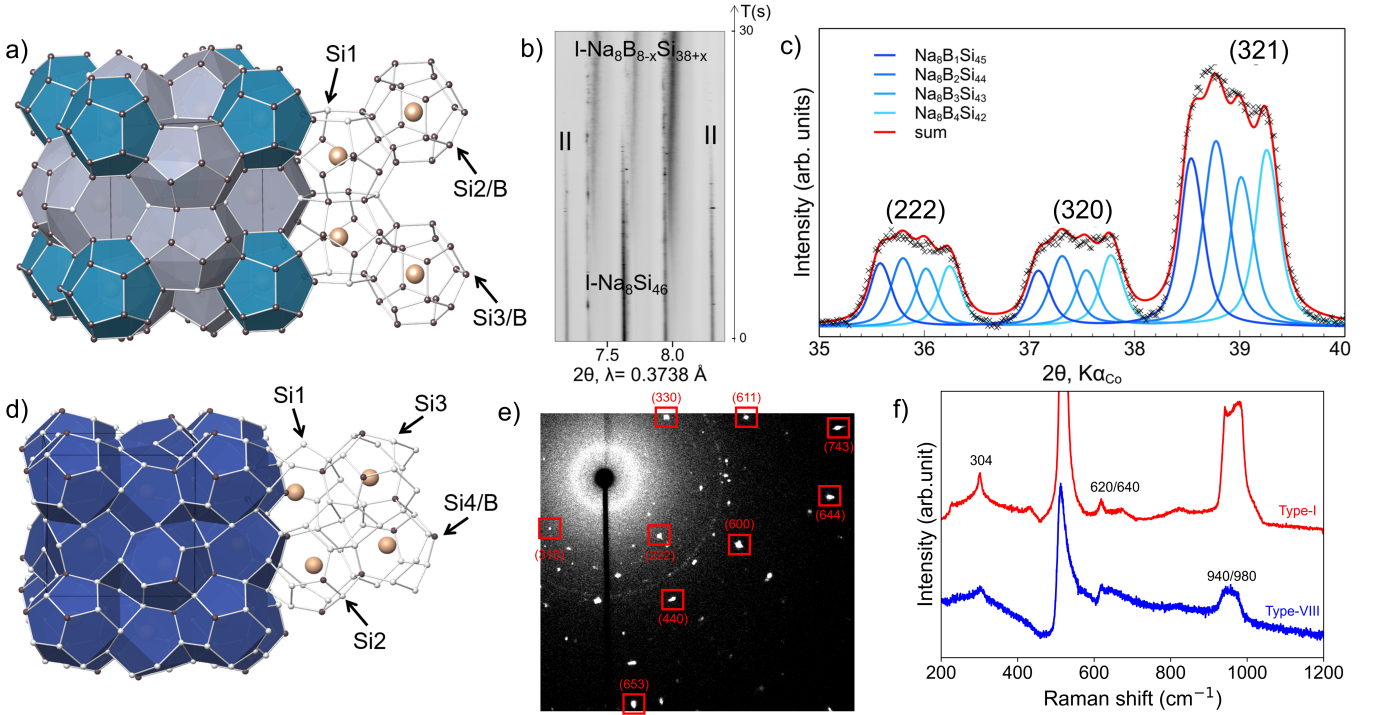 a)
Si1
Si2/B
Si3/B
b)
T(s)
30
I-Na₈B₈₋ₓSi₃₈₊ₓ
II
II
I-Na₈Si₄₆
0
7.5 8.0
2θ, λ= 0.3738 Å
c)
Na₈B₁Si₄₅
Na₈B₂Si₄₄
Na₈B₃Si₄₃
Na₈B₄Si₄₂
sum
(321)
(222)
(320)
Intensity (arb. units)
35 36 37 38 39 40
2θ, Kα_Co
d)
Si1
Si3
Si4/B
Si2
e)
(330)
(611)
(743)
(644)
(600)
(222)
(440)
(653)
f)
304
620/640
Type-I
940/980
Type-VIII
Intensity (arb.unit)
200 400 600 800 1000 1200
Raman shift (cm⁻¹)